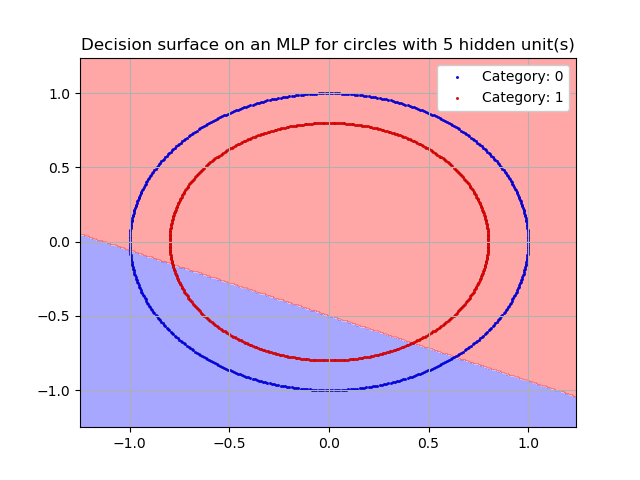 Decision surface on an MLP for circles with 5 hidden unit(s)
Category: 0
Category: 1
1.0
0.5
0.0
−0.5
−1.0
−1.0 −0.5 0.0 0.5 1.0